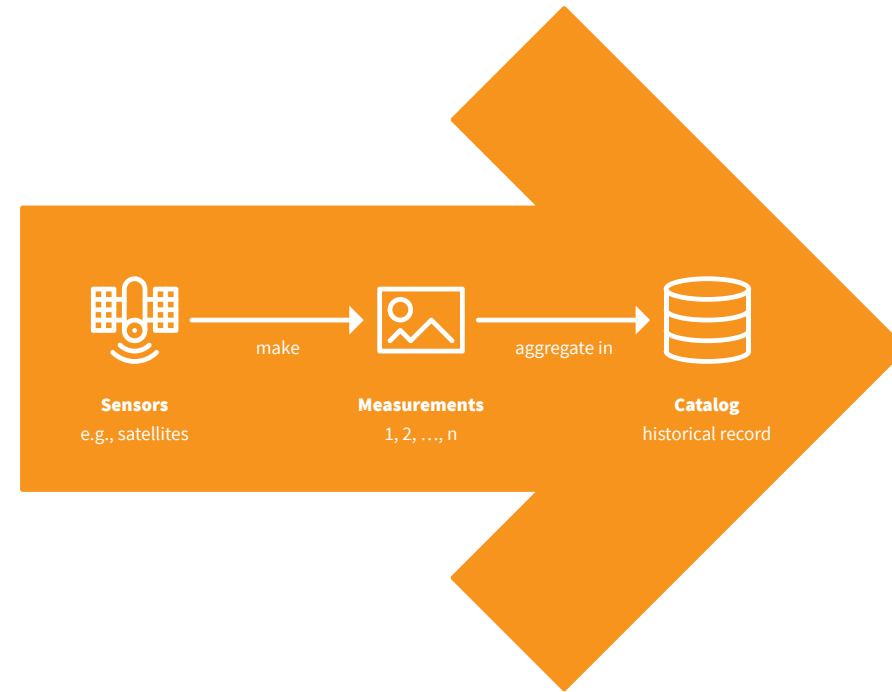 make
aggregate in
Sensors
e.g., satellites
Measurements
1, 2, …, n
Catalog
historical record